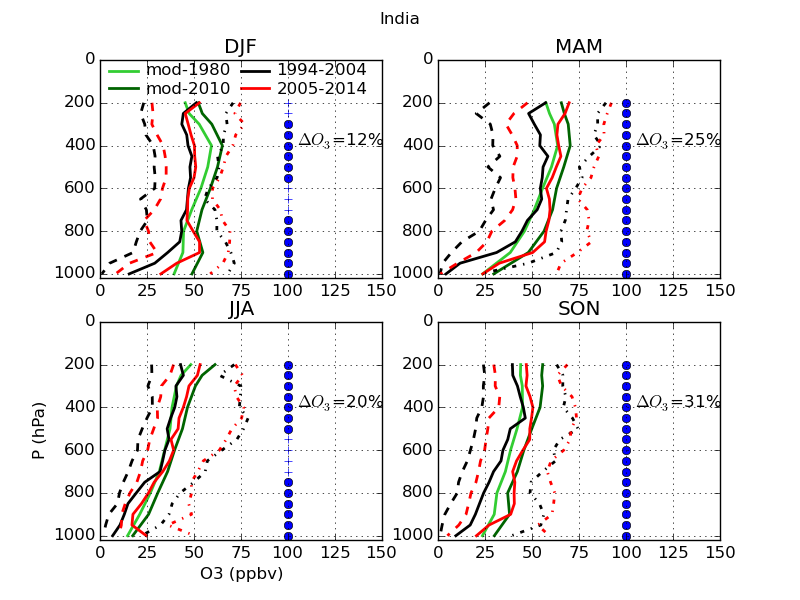 India
DJF
MAM
mod-1980 1994-2004
mod-2010 2005-2014
0
200
400
600
800
1000
ΔO₃=12%
0 25 50 75 100 125 150
0
200
400
600
800
1000
ΔO₃=25%
0 25 50 75 100 125 150
JJA
SON
0
200
400
600
800
1000
P (hPa)
ΔO₃=20%
0 25 50 75 100 125 150
O3 (ppbv)
0
200
400
600
800
1000
ΔO₃=31%
0 25 50 75 100 125 150